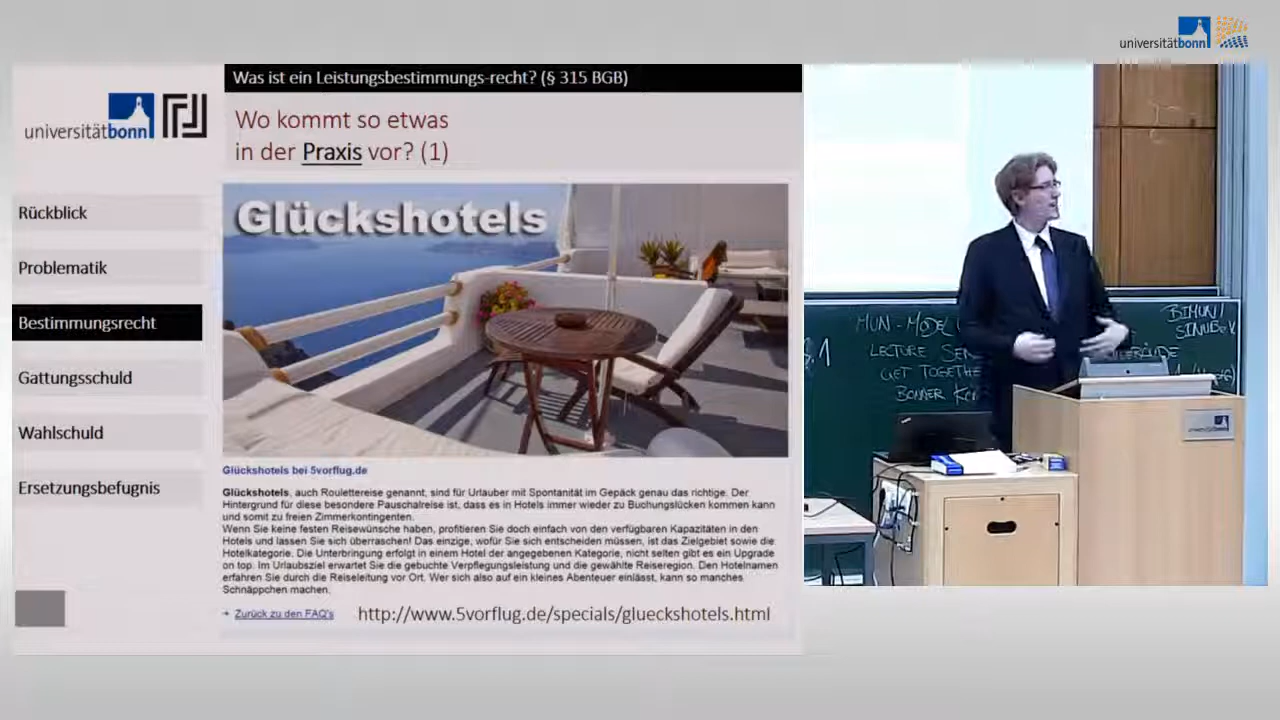 universitätbonn
Was ist ein Leistungsbestimmungs-recht? (§ 315 BGB)
universitätbonn
Wo kommt so etwas
in der Praxis vor? (1)
Rückblick
Problematik
Bestimmungsrecht
Gattungsschuld
Wahlschuld
Ersetzungsbefugnis
Glückshotels
Glückshotels bei 5vorflug.de
Glückshotels, auch Roulettereise genannt, sind für Urlauber mit Spontanität im Gepäck genau das richtige. Der
Hintergrund für diese besondere Pauschalreise ist, dass es in Hotels immer wieder zu Buchungslücken kommen kann
und somit zu freien Zimmerkontingenten.
Wenn Sie keine festen Reisewünsche haben, profitieren Sie doch einfach von den verfügbaren Kapazitäten in den
Hotels und lassen Sie sich überraschen! Das einzige, wofür Sie sich entscheiden müssen, ist das Zielgebiet sowie die
Hotelkategorie. Die Unterbringung erfolgt in einem Hotel der angegebenen Kategorie, nicht selten gibt es ein Upgrade
on top. Im Urlaubsziel erwartet Sie die gebuchte Verpflegungsleistung und die gewählte Reiseregion. Den Hotelnamen
erfahren Sie durch die Reiseleitung vor Ort. Wer sich also auf ein kleines Abenteuer einlässt, kann so manches
Schnäppchen machen.
Zurück zu den FAQ's
http://www.5vorflug.de/specials/glueckshotels.html
MUN - MODEL
LECTURE
GET TOGETHE
BONNER
BIMUN/
SINUB e.V.
universitätbonn